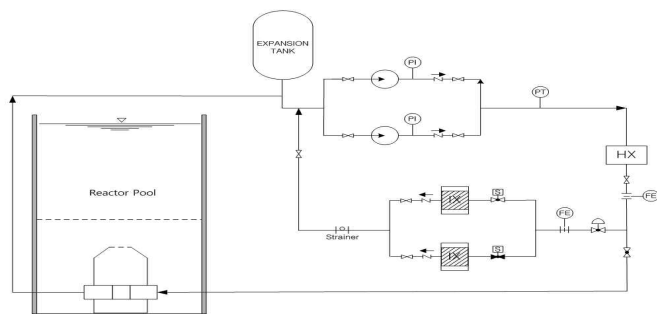 EXPANSION
TANK
PI
PT
PI
HX
Reactor Pool
FE
S
IX
FE
Strainer
S
IX